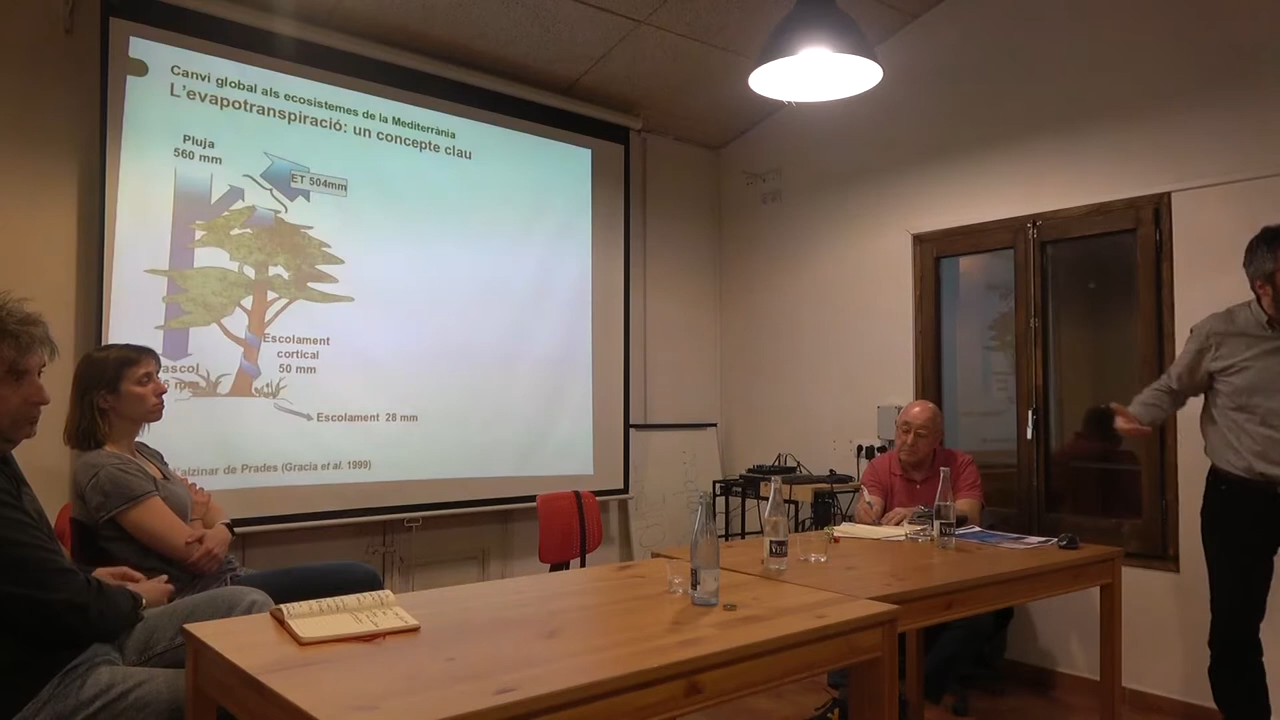 Canvi global als ecosistemes de la Mediterrània
L'evapotranspiració: un concepte clau
Pluja
560 mm
ET 504mm
Escolament
cortical
50 mm
mm
Escolament 28 mm
l'alzinar de Prades (Gracia et al. 1999)